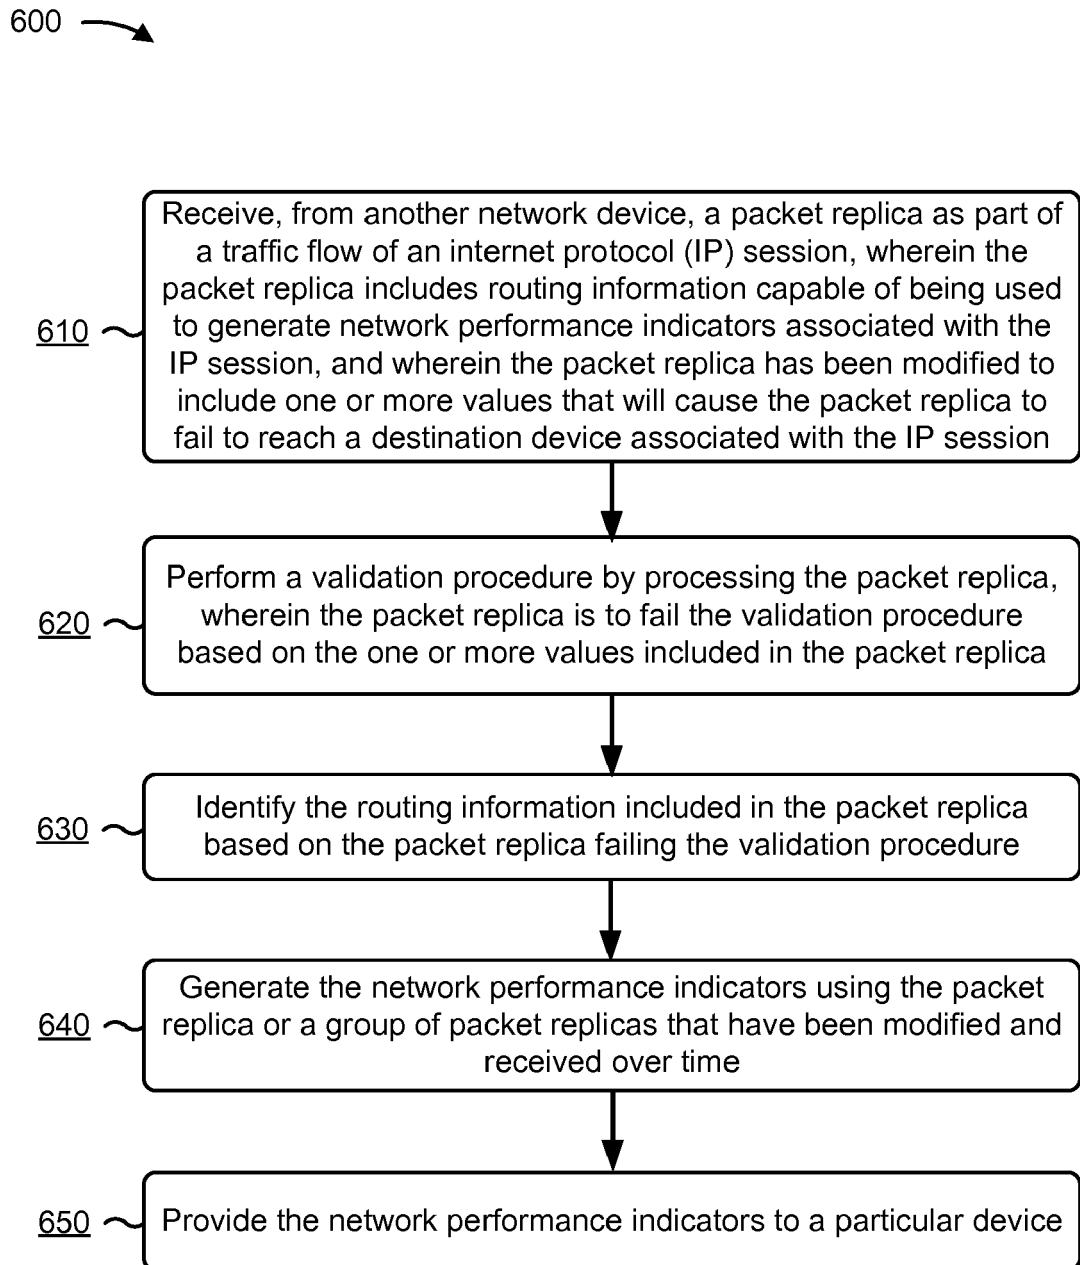 600
Receive, from another network device, a packet replica as part of
a traffic flow of an internet protocol (IP) session, wherein the
packet replica includes routing information capable of being used
to generate network performance indicators associated with the
IP session, and wherein the packet replica has been modified to
include one or more values that will cause the packet replica to
fail to reach a destination device associated with the IP session
610
Perform a validation procedure by processing the packet replica,
wherein the packet replica is to fail the validation procedure
based on the one or more values included in the packet replica
620
Identify the routing information included in the packet replica
based on the packet replica failing the validation procedure
630
Generate the network performance indicators using the packet
replica or a group of packet replicas that have been modified and
received over time
640
Provide the network performance indicators to a particular device
650